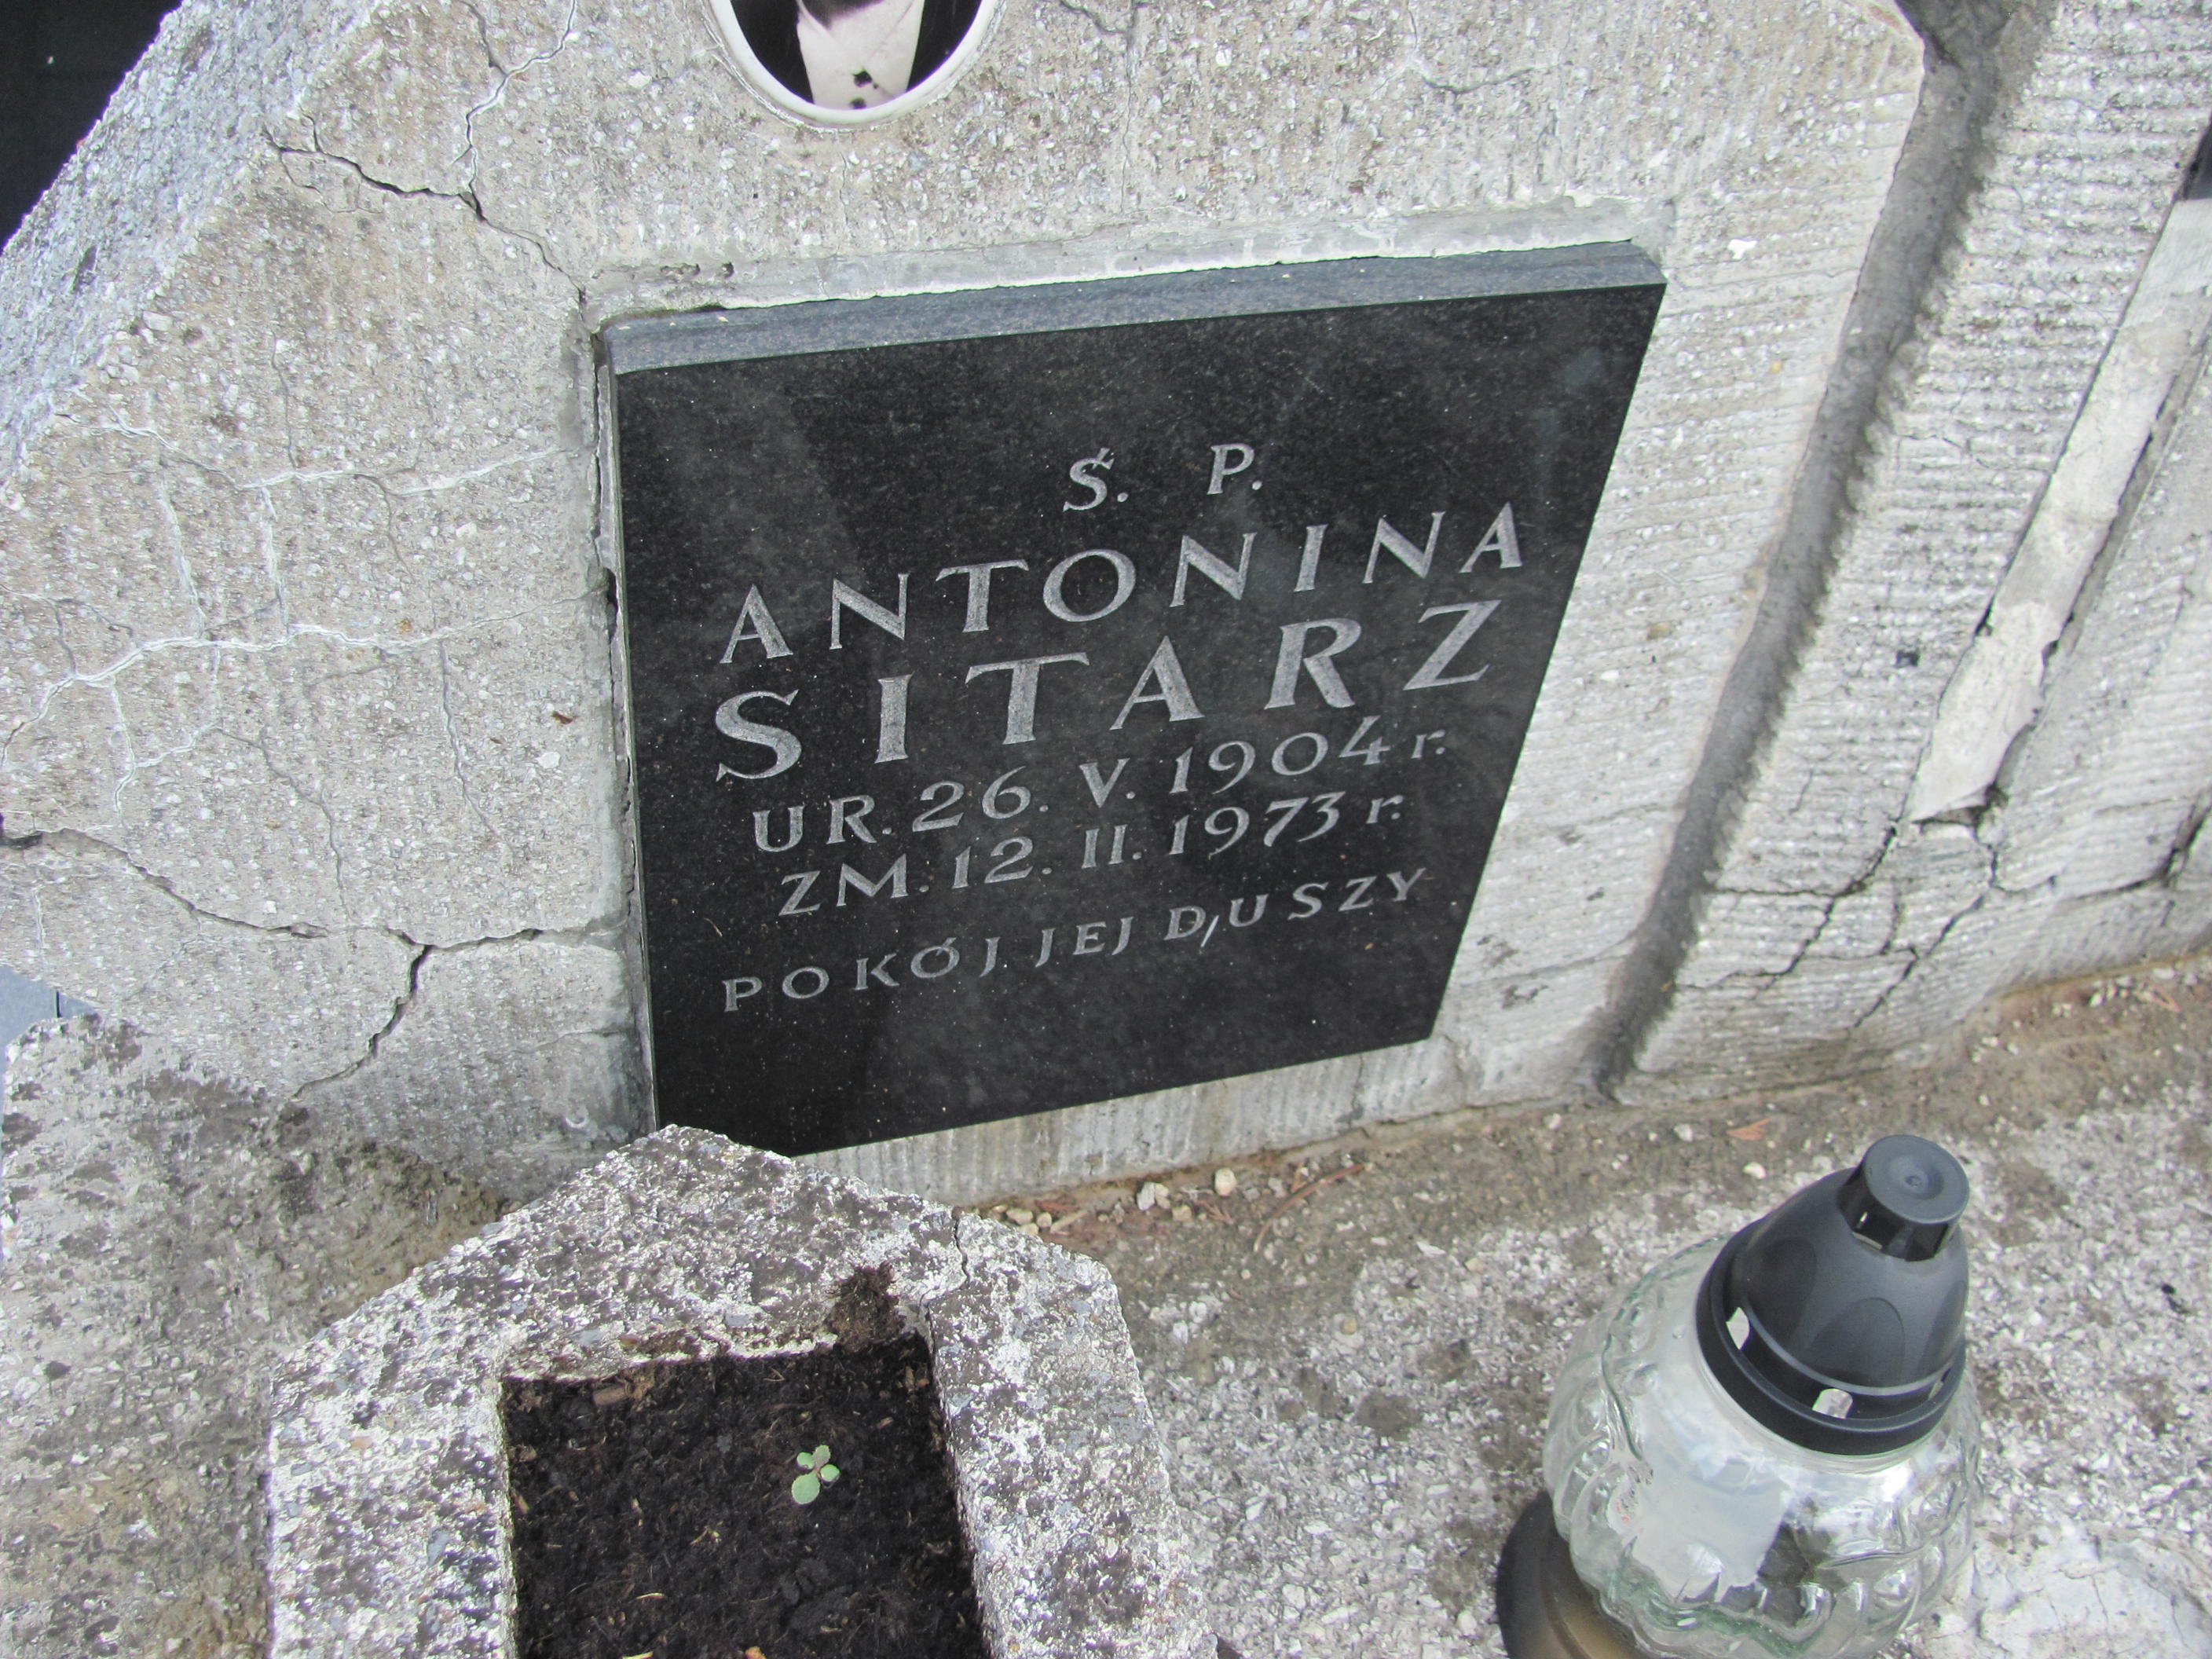 Ś. P.
ANTONINA
SITARZ
UR. 26. V. 1904 r.
ZM. 12. II. 1973 r.
POKÓJ JEJ DUSZY